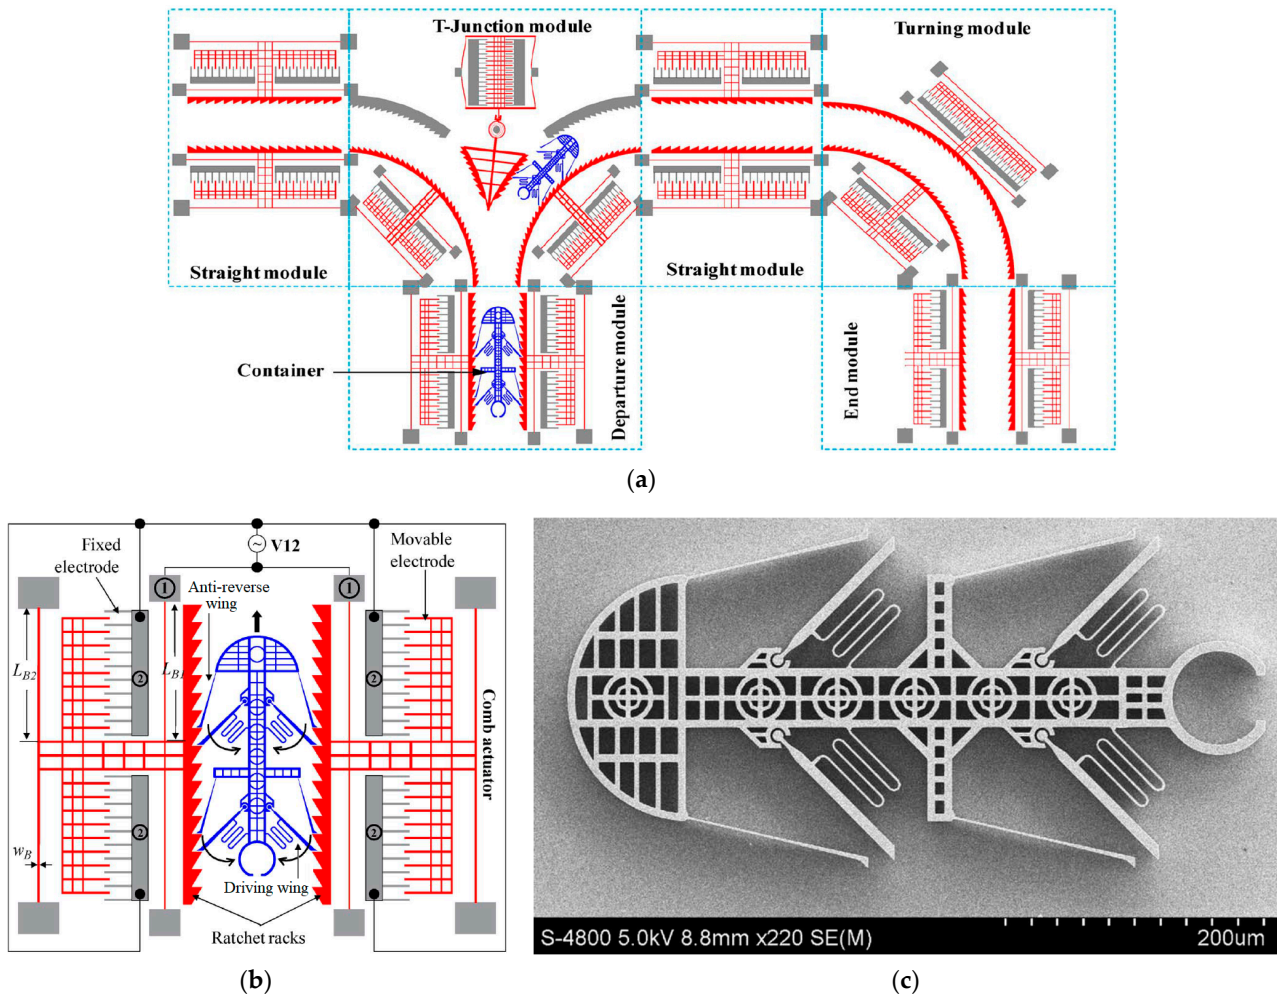 T-Junction module
Turning module
Straight module
Straight module
Container
Departure module
End module
(a)
Fixed
electrode
V12
Movable
electrode
1
1
Anti-reverse
wing
2
2
LB2
LB1
Comb actuator
2
2
wB
Driving wing
Ratchet racks
(b)
S-4800 5.0kV 8.8mm x220 SE(M)
200um
(c)